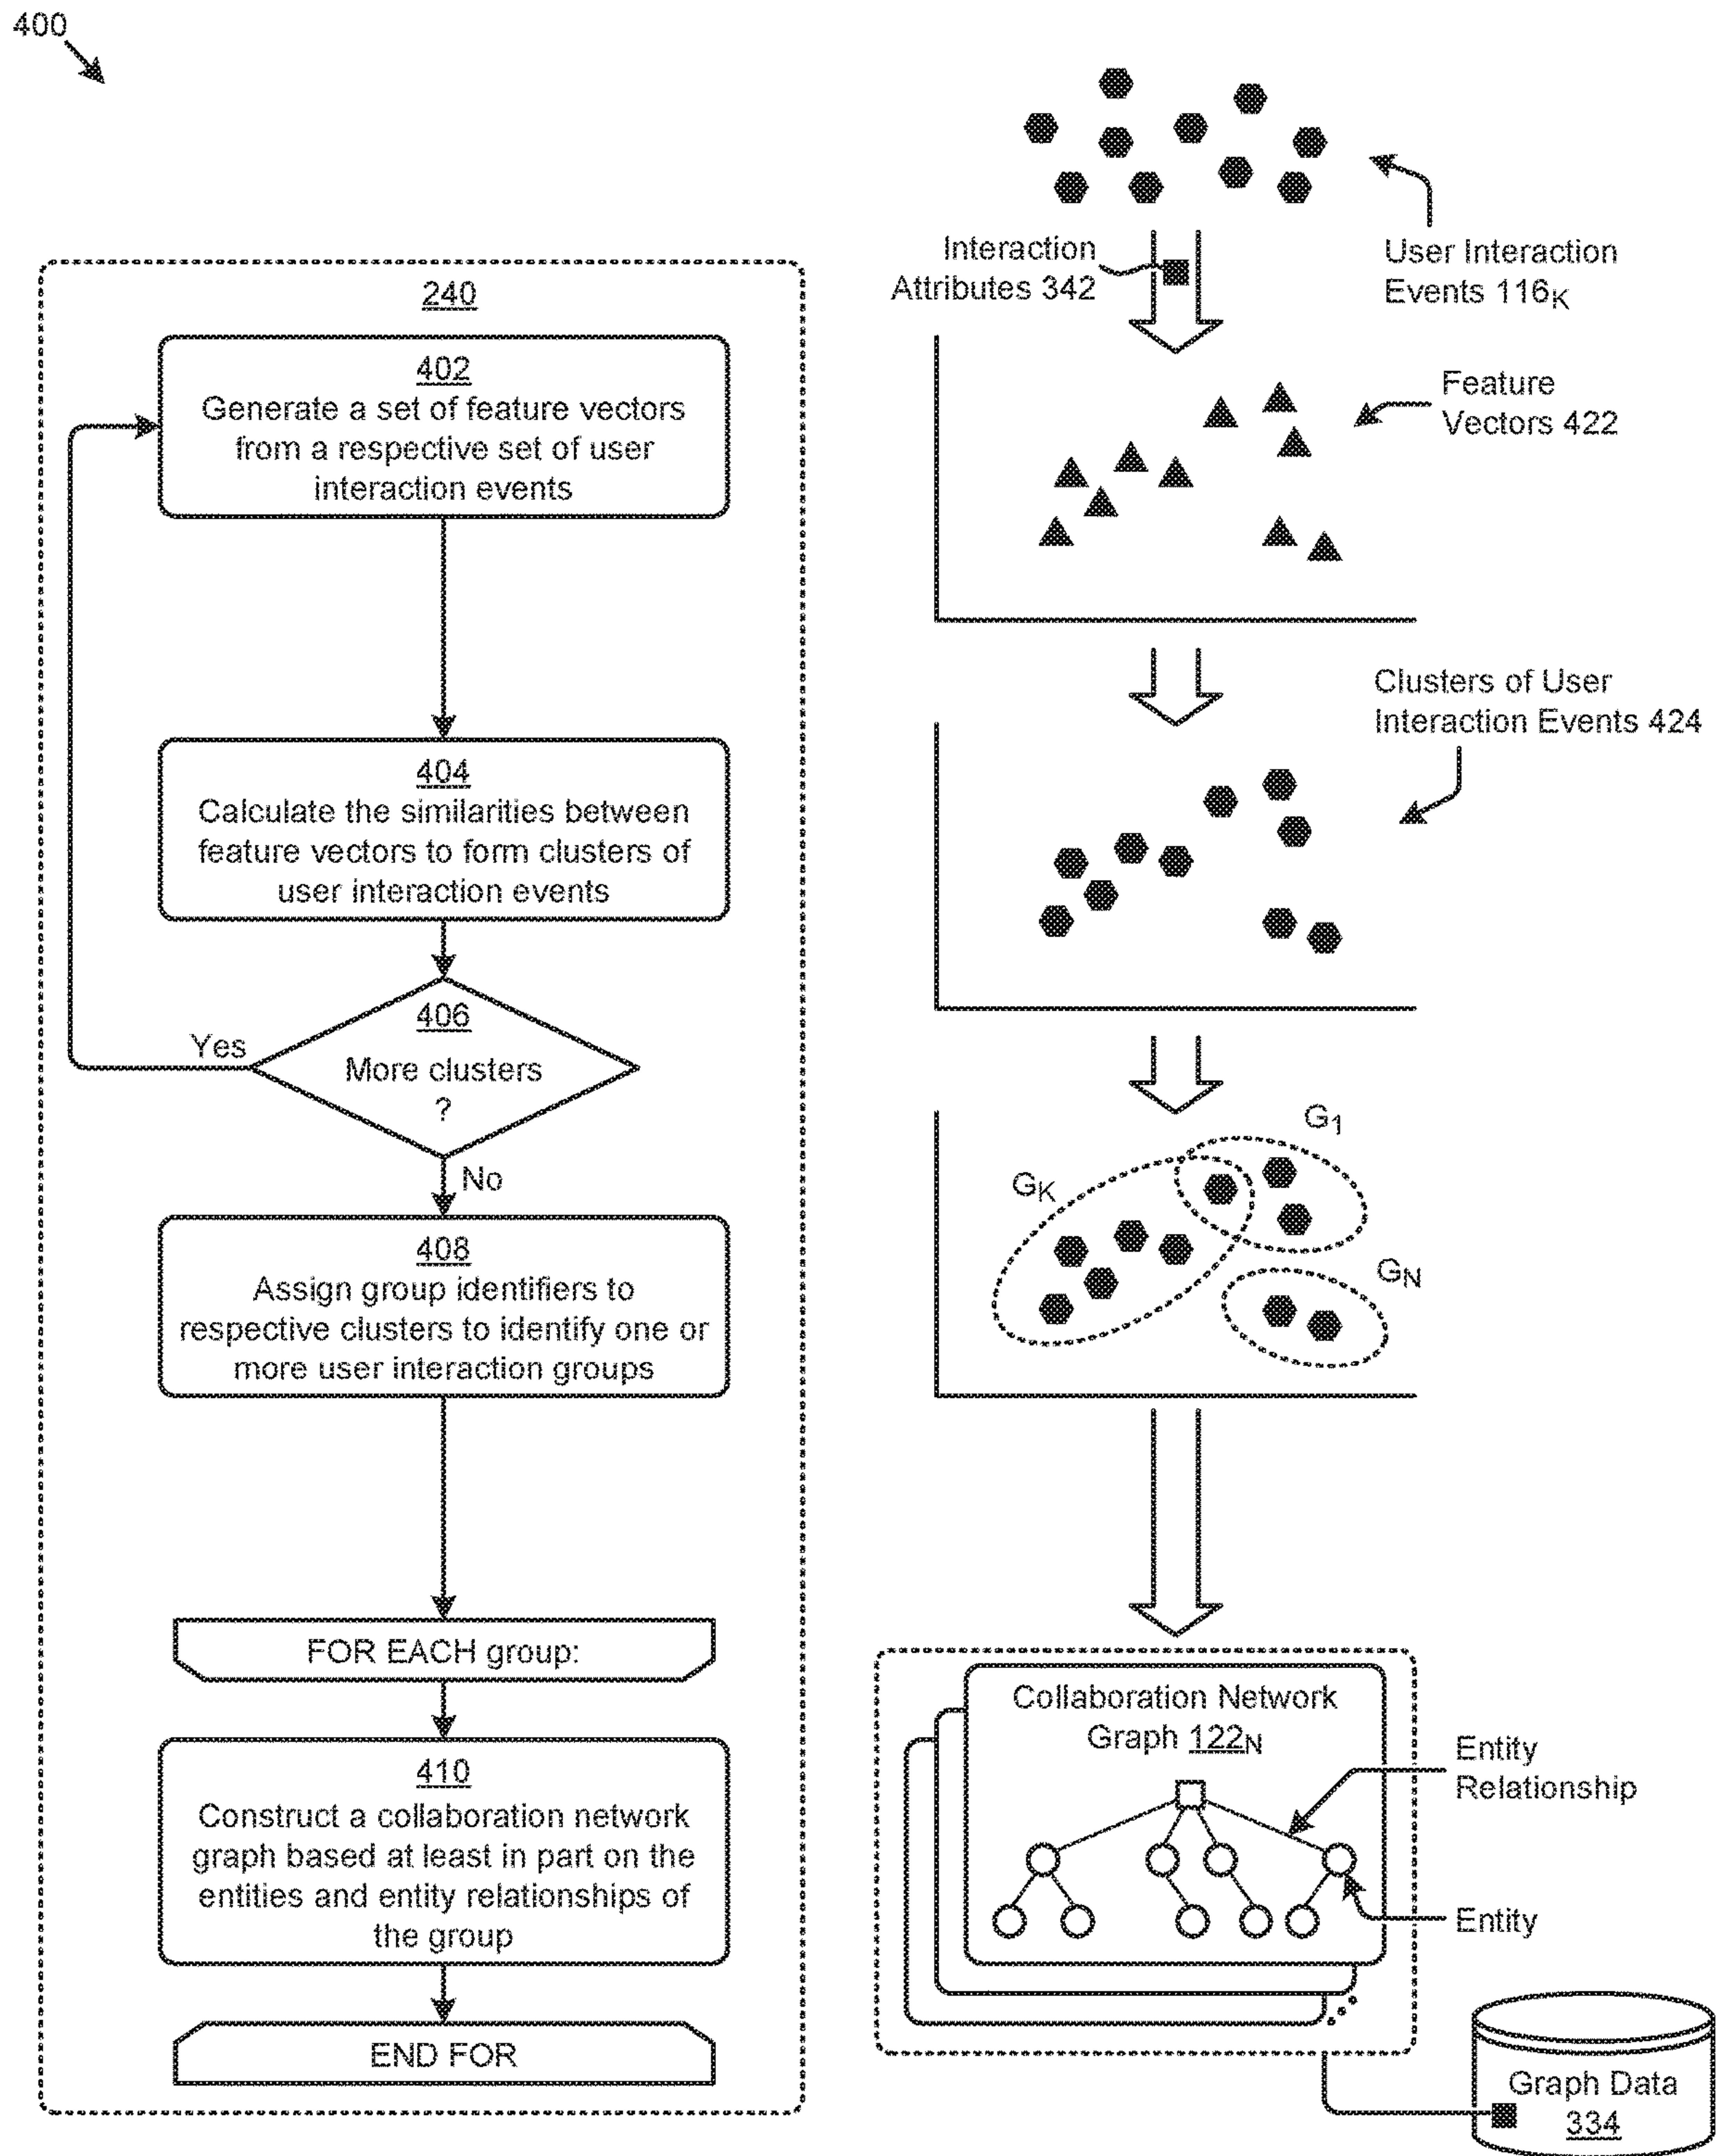 400
240
402
Generate a set of feature vectors
from a respective set of user
interaction events
404
Calculate the similarities between
feature vectors to form clusters of
user interaction events
406
More clusters
?
Yes
No
408
Assign group identifiers to
respective clusters to identify one or
more user interaction groups
FOR EACH group:
410
Construct a collaboration network
graph based at least in part on the
entities and entity relationships of
the group
END FOR
Interaction
Attributes 342
User Interaction
Events 116K
Feature
Vectors 422
Clusters of User
Interaction Events 424
G1
GK
GN
Collaboration Network
Graph 122N
Entity
Relationship
Entity
Graph Data
334